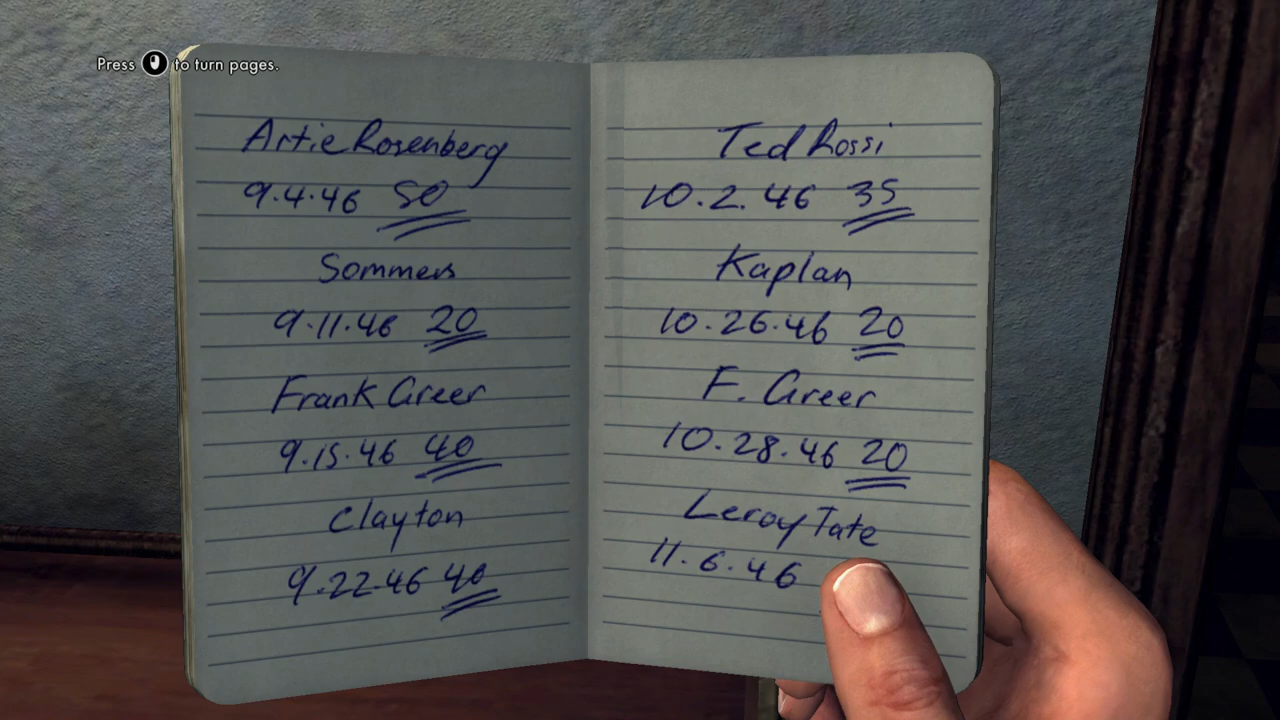 Press to turn pages.
Artie Rosenberg
9.4.46 50
Sommers
9.11.46 20
Frank Greer
9.15.46 40
Clayton
9.22.46 40
Ted Rossi
10.2.46 35
Kaplan
10.26.46 20
F. Greer
10.28.46 20
Leroy Tate
11.6.46